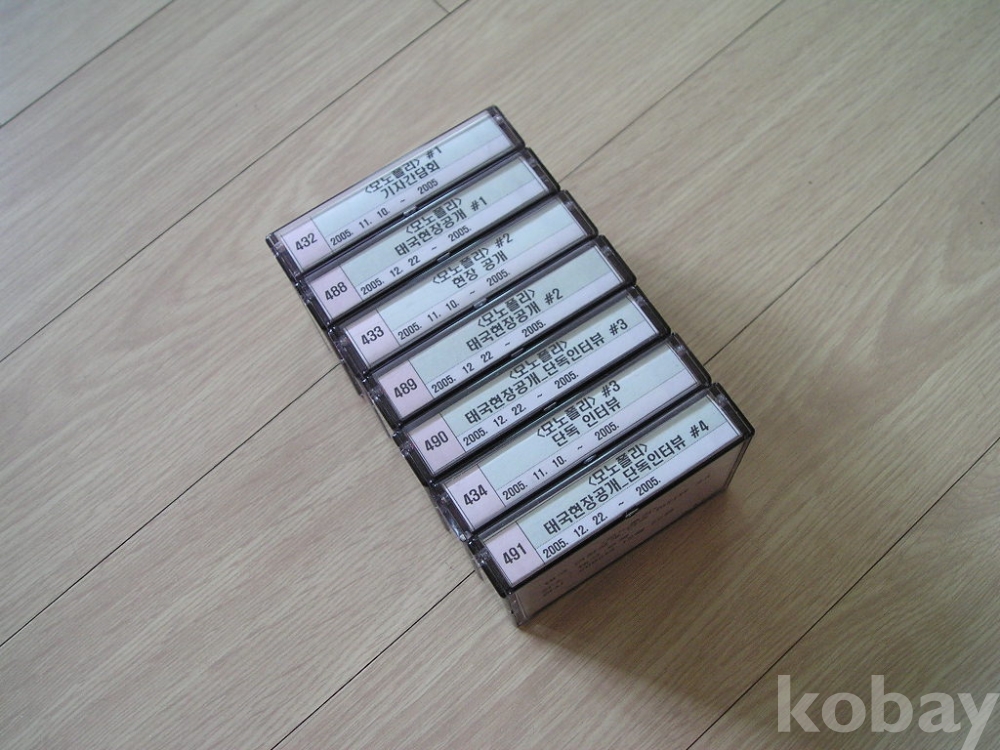 <모노폴리> #1
기자간담회
432
2005. 11. 10. ~ 2005
<모노폴리>
태국현장공개 #1
488
2005. 12. 22 ~ 2005.
<모노폴리> #2
현장 공개
433
2005. 11. 10. ~ 2005.
<모노폴리>
태국현장공개 #2
489
2005. 12 22 ~ 2005.
<모노폴리>
태국현장공개_단독인터뷰 #3
490
2005. 12. 22 ~ 2005.
<모노폴리> #3
단독 인터뷰
434
2005. 11. 10. ~ 2005.
<모노폴리>
태국현장공개_단독인터뷰 #4
491
2005. 12. 22 ~ 2005.
kobay